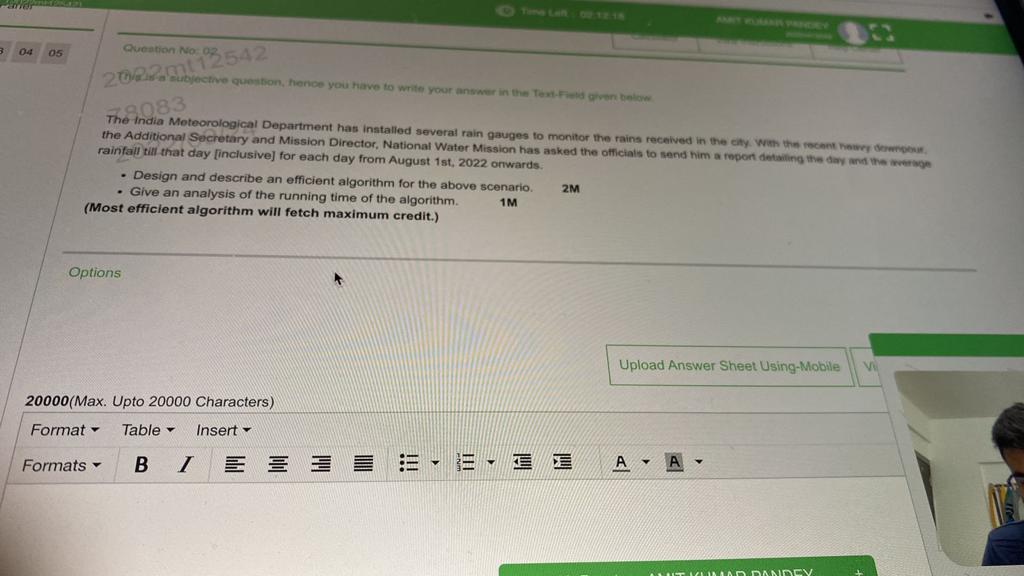 Time Left : 02:12:18
AMIT KUMAR PANDEY
04 05
Question No: 02
2022mt12542
This is a subjective question, hence you have to write your answer in the Text-Field given below.
78083
The India Meteorological Department has installed several rain gauges to monitor the rains received in the city. With the recent heavy downpour,
the Additional Secretary and Mission Director, National Water Mission has asked the officials to send him a report detailing the day and the average
rainfall till that day [inclusive] for each day from August 1st, 2022 onwards.
• Design and describe an efficient algorithm for the above scenario. 2M
• Give an analysis of the running time of the algorithm. 1M
(Most efficient algorithm will fetch maximum credit.)
Options
Upload Answer Sheet Using-Mobile
20000(Max. Upto 20000 Characters)
Format Table Insert
Formats B I A A
AMIT KUMAR PANDEY +